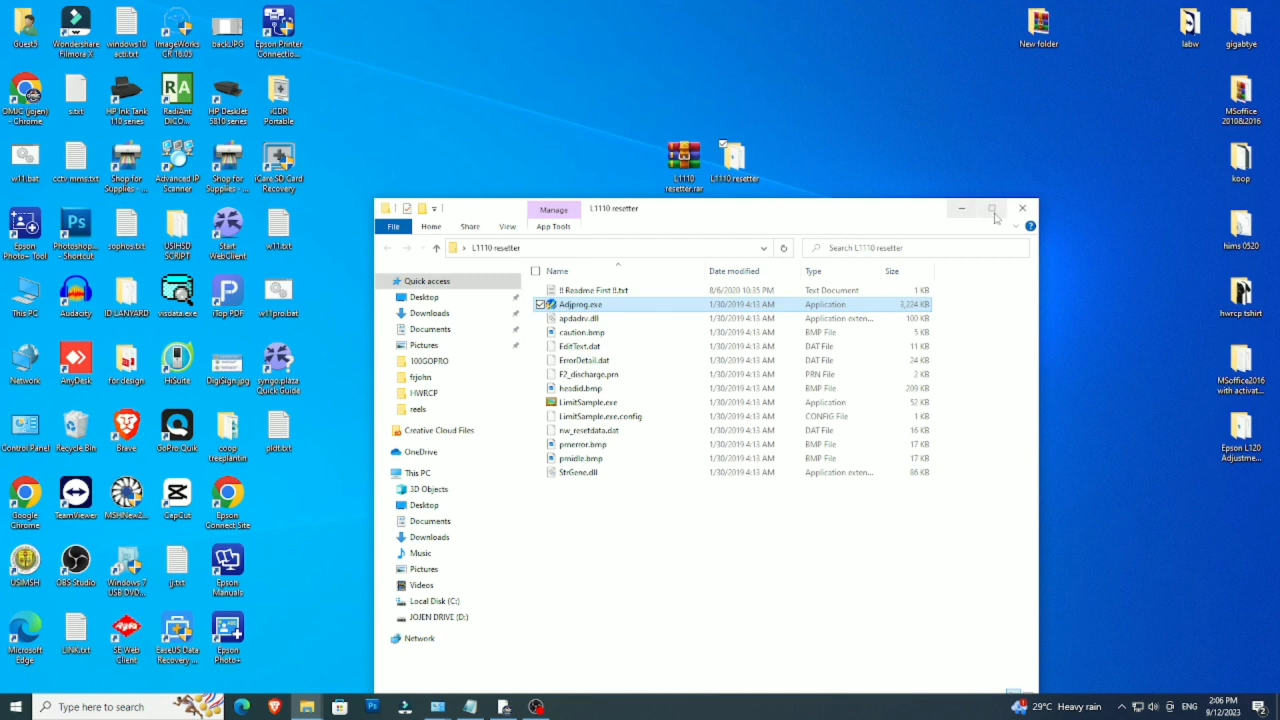 Guest5
Wondershare
Filmora X
windows10
acti.txt
ImageWorks
CR 16.05
backJPG
Epson Printer
Connectio...
New folder
labw
gigabtye
DMJG (jojen)
- Chrome
s.txt
HP Ink Tank
110 series
RadiAnt
DICO...
HP DeskJet
5810 series
iCDR
Portable
MSoffice
2010&2016
w11.bat
cctv mms.txt
Shop for
Supplies - ...
Advanced IP
Scanner
Shop for
Supplies - ...
iCare SD Card
Recovery
L1110
resetter.rar
L1110 resetter
koop
Epson
Photo+ Tool
Photoshop...
- Shortcut
sophos.txt
USIHSD
SCRIPT
Start
WebClient
w11.txt
hims 0520
This PC
Audacity
ID LANYARD
visdata.exe
iTop PDF
w11pro.bat
hwrcp tshirt
Network
AnyDesk
for design
HiSuite
DigiSign.jpg
syngo.plaza
Quick Guide
MSoffice2016
with activat...
Control Panel
Recycle Bin
Brave
GoPro Quik
coop
treeplantin
pldt.txt
Epson L120
Adjustme...
Google
Chrome
TeamViewer
MSHINew2...
CapCut
Epson
Connect Site
USIMSH
OBS Studio
Windows 7
USB DVD...
jj.txt
Epson
Manuals
Microsoft
Edge
LINK.txt
SE Web
Client
EaseUS Data
Recovery ...
Epson
Photo+
Manage
L1110 resetter
File
Home
Share
View
App Tools
L1110 resetter
Search L1110 resetter
Quick access
Desktop
Downloads
Documents
Pictures
100GOPRO
frjohn
HWRCP
reels
Creative Cloud Files
OneDrive
This PC
3D Objects
Desktop
Documents
Downloads
Music
Pictures
Videos
Local Disk (C:)
JOJEN DRIVE (D:)
Network
Name Date modified Type Size
!! Readme First !!.txt 8/6/2020 10:35 PM Text Document 1 KB
Adjprog.exe 1/30/2019 4:13 AM Application 3,224 KB
apdadrv.dll 1/30/2019 4:13 AM Application exten... 100 KB
caution.bmp 1/30/2019 4:13 AM BMP File 5 KB
EditText.dat 1/30/2019 4:13 AM DAT File 11 KB
ErrorDetail.dat 1/30/2019 4:13 AM DAT File 24 KB
F2_discharge.prn 1/30/2019 4:13 AM PRN File 2 KB
headid.bmp 1/30/2019 4:13 AM BMP File 209 KB
LimitSample.exe 1/30/2019 4:13 AM Application 52 KB
LimitSample.exe.config 1/30/2019 4:13 AM CONFIG File 1 KB
nw_resetdata.dat 1/30/2019 4:13 AM DAT File 16 KB
prnerror.bmp 1/30/2019 4:13 AM BMP File 17 KB
prnidle.bmp 1/30/2019 4:13 AM BMP File 17 KB
StrGene.dll 1/30/2019 4:13 AM Application exten... 86 KB
Type here to search
29°C Heavy rain
2:06 PM
9/12/2023